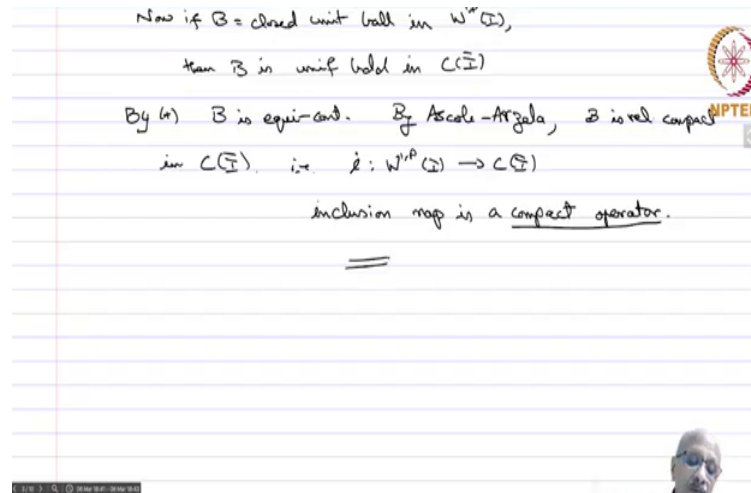 Now if B = closed unit ball in W^{1,p}(I),
then B is unif bdd in C(Ī)
By (*) B is equi-cont. By Ascoli-Arzela, B is rel compact
NPTEL
in C(Ī). i.e. i : W^{1,p}(I) → C(Ī)
inclusion map is a compact operator.